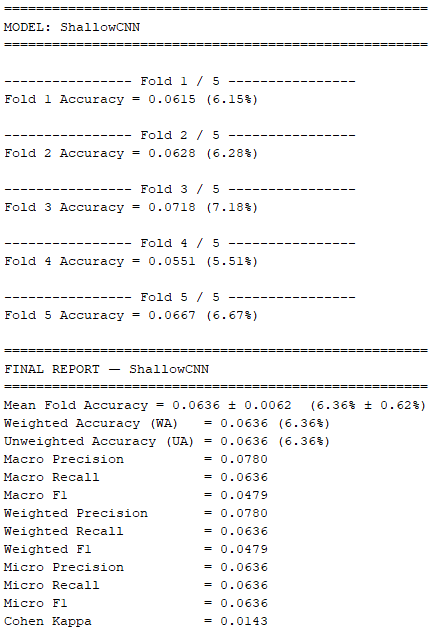 =====================================================
MODEL: ShallowCNN
=====================================================
---------------- Fold 1 / 5 ----------------
Fold 1 Accuracy = 0.0615 (6.15%)
---------------- Fold 2 / 5 ----------------
Fold 2 Accuracy = 0.0628 (6.28%)
---------------- Fold 3 / 5 ----------------
Fold 3 Accuracy = 0.0718 (7.18%)
---------------- Fold 4 / 5 ----------------
Fold 4 Accuracy = 0.0551 (5.51%)
---------------- Fold 5 / 5 ----------------
Fold 5 Accuracy = 0.0667 (6.67%)
=====================================================
FINAL REPORT — ShallowCNN
=====================================================
Mean Fold Accuracy = 0.0636 ± 0.0062  (6.36% ± 0.62%)
Weighted Accuracy (WA)   = 0.0636 (6.36%)
Unweighted Accuracy (UA) = 0.0636 (6.36%)
Macro Precision          = 0.0780
Macro Recall             = 0.0636
Macro F1                 = 0.0479
Weighted Precision       = 0.0780
Weighted Recall          = 0.0636
Weighted F1              = 0.0479
Micro Precision          = 0.0636
Micro Recall             = 0.0636
Micro F1                 = 0.0636
Cohen Kappa              = 0.0143